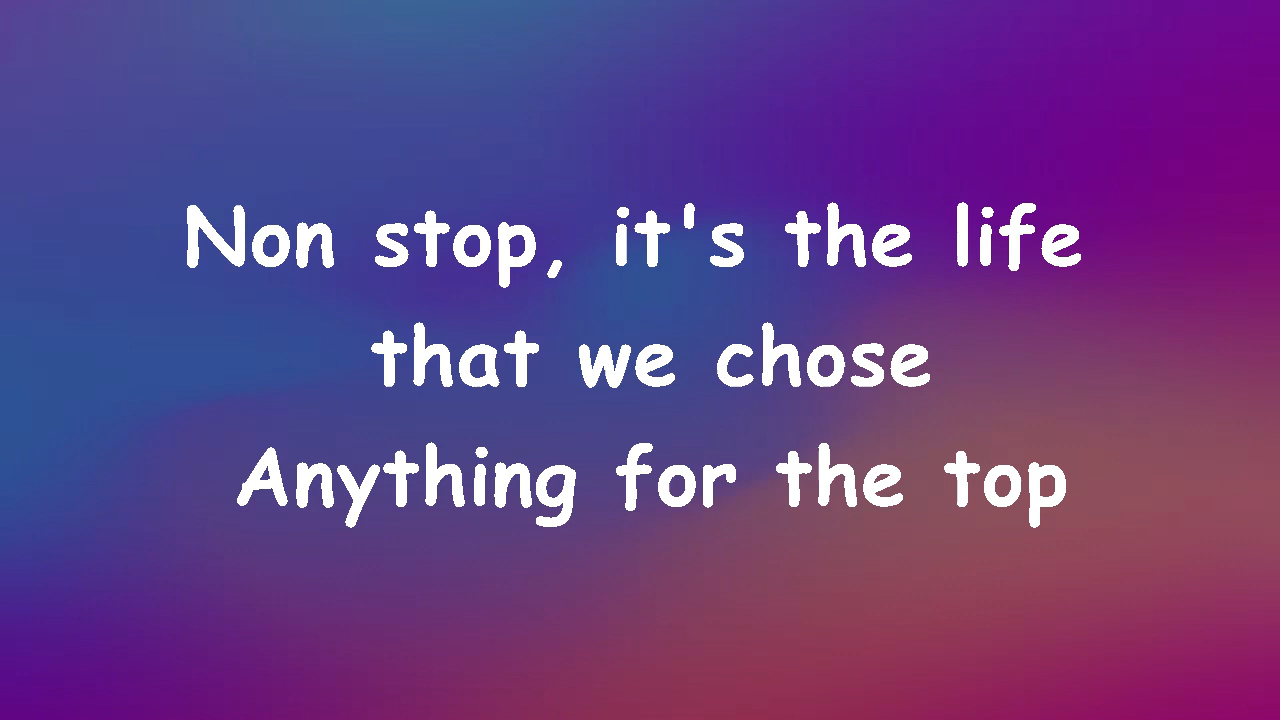 Non stop, it's the life
that we chose
Anything for the top